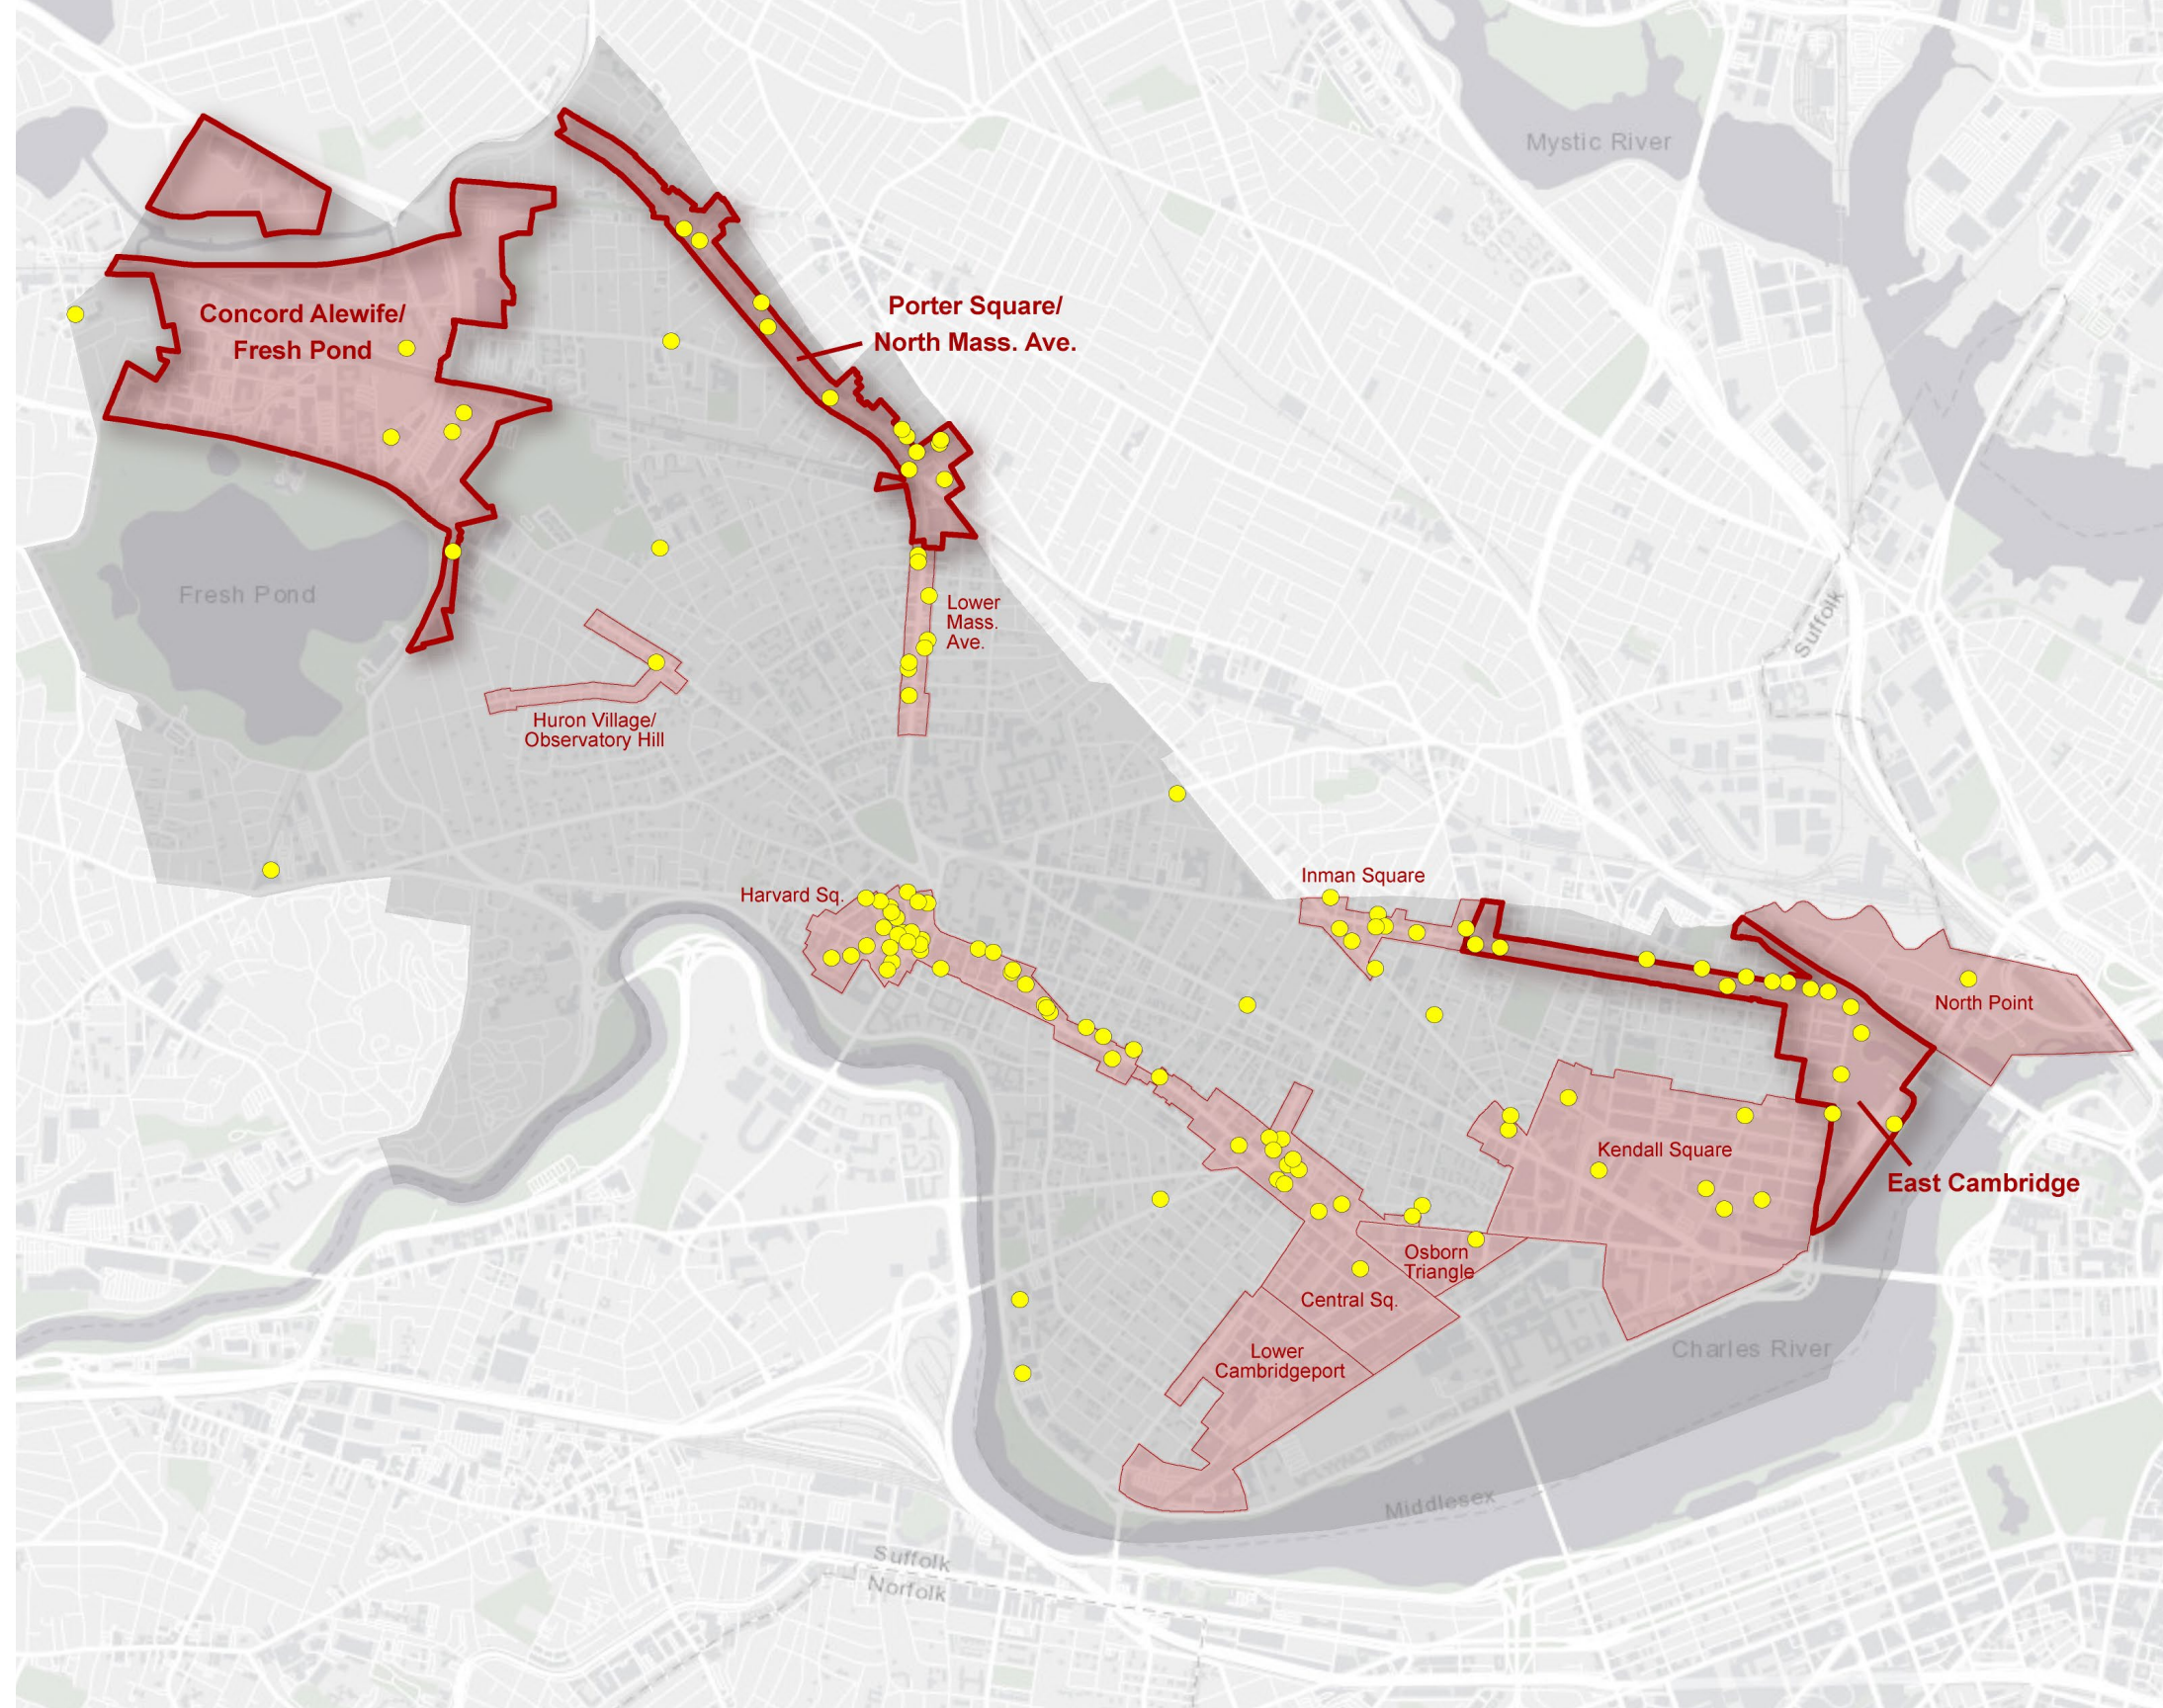 Mystic River
Concord Alewife/
Fresh Pond
Porter Square/
North Mass. Ave.
Fresh Pond
Lower
Mass.
Ave.
Suffolk
Huron Village/
Observatory Hill
Harvard Sq.
Inman Square
North Point
Kendall Square
East Cambridge
Osborn
Triangle
Central Sq.
Lower
Cambridgeport
Charles River
Middlesex
Suffolk
Norfolk